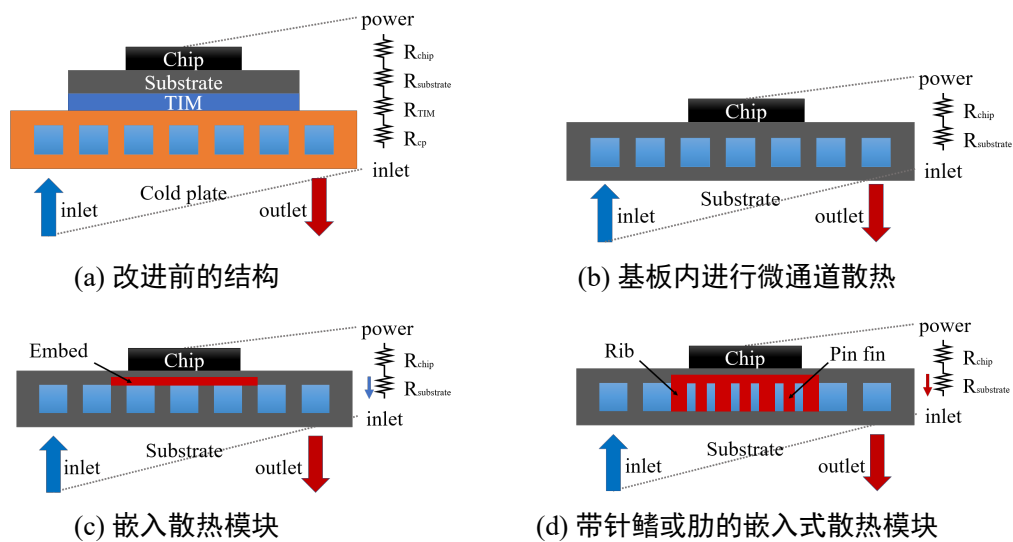 power
Chip
Substrate
TIM
Rchip
Rsubstrate
RTIM
Rcp
inlet
Cold plate
inlet
outlet
(a) 改进前的结构
power
Chip
Rchip
Rsubstrate
inlet
Substrate
inlet
outlet
(b) 基板内进行微通道散热
power
Embed
Chip
Rchip
Rsubstrate
inlet
Substrate
inlet
outlet
(c) 嵌入散热模块
power
Rib
Chip
Pin fin
Rchip
Rsubstrate
inlet
Substrate
inlet
outlet
(d) 带针鳍或肋的嵌入式散热模块